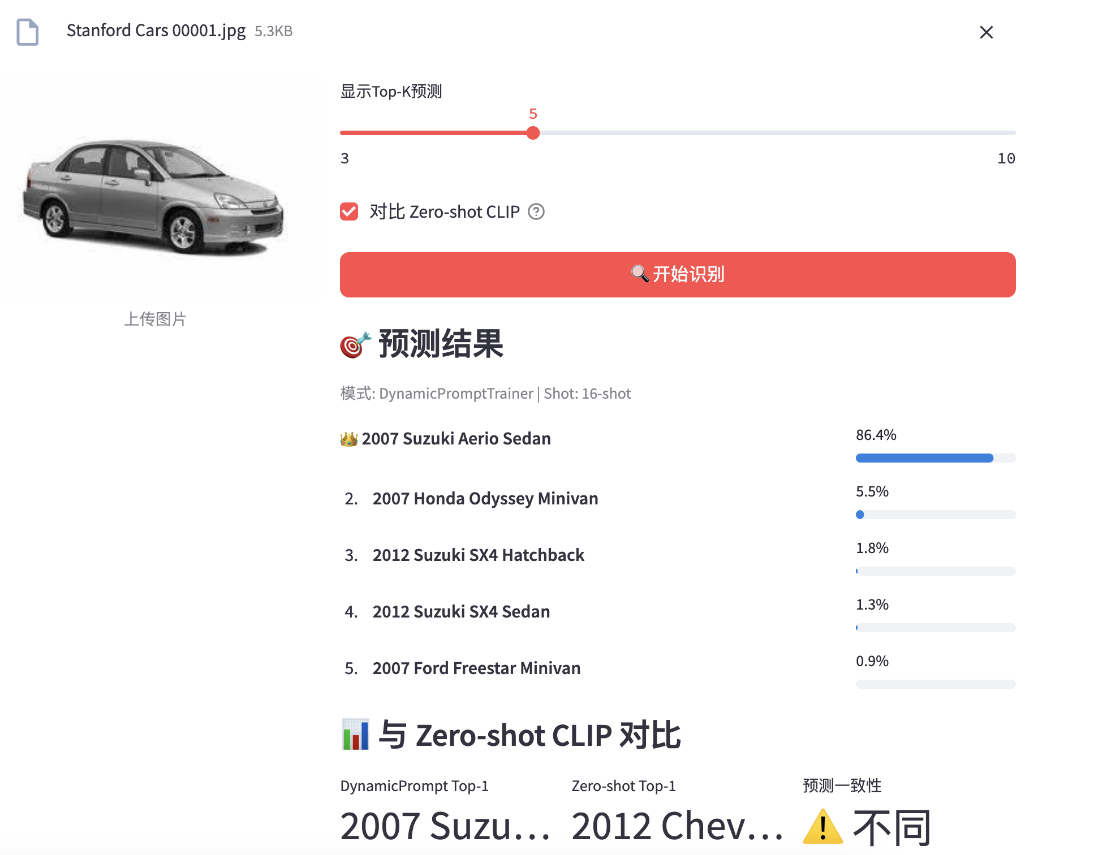 Stanford Cars 00001.jpg 5.3KB
显示Top-K预测
5
3 10
对比 Zero-shot CLIP
🔍开始识别
上传图片
🎯 预测结果
模式: DynamicPromptTrainer | Shot: 16-shot
👑 2007 Suzuki Aerio Sedan 86.4%
2. 2007 Honda Odyssey Minivan 5.5%
3. 2012 Suzuki SX4 Hatchback 1.8%
4. 2012 Suzuki SX4 Sedan 1.3%
5. 2007 Ford Freestar Minivan 0.9%
📊 与 Zero-shot CLIP 对比
DynamicPrompt Top-1 Zero-shot Top-1 预测一致性
2007 Suzu... 2012 Chev... ⚠️ 不同